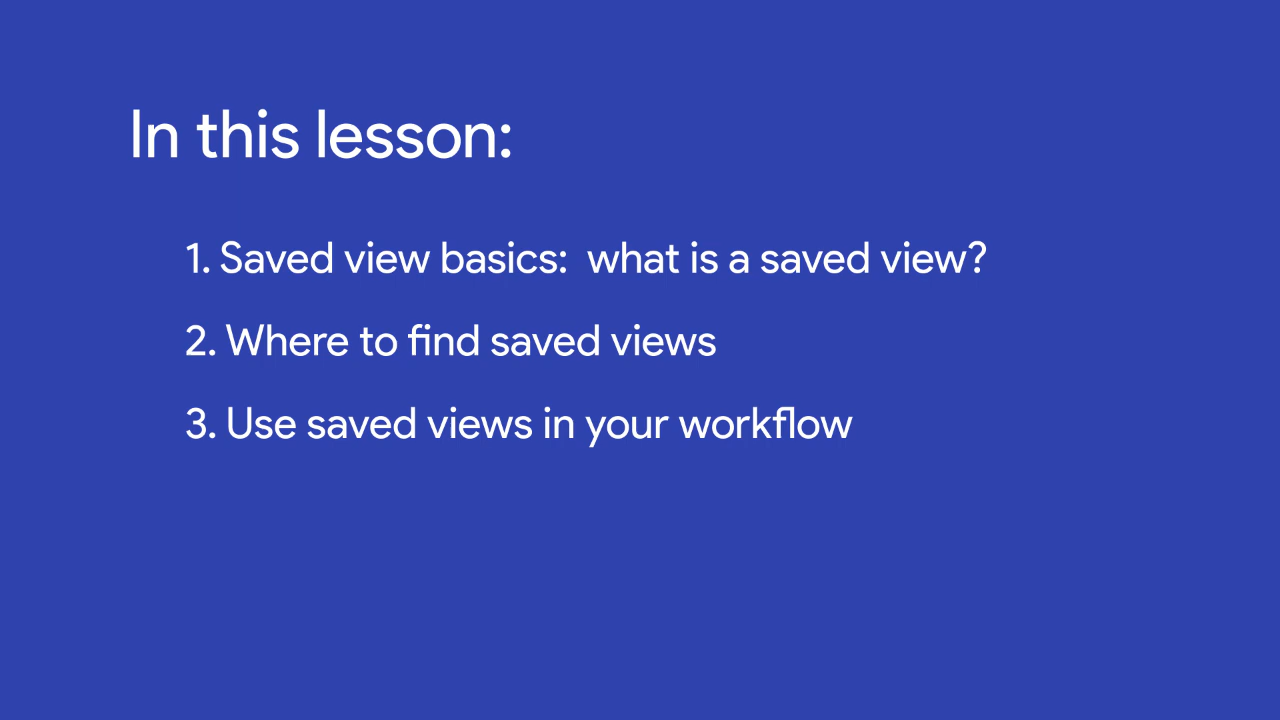 In this lesson:
1. Saved view basics:  what is a saved view?
2. Where to find saved views
3. Use saved views in your workflow